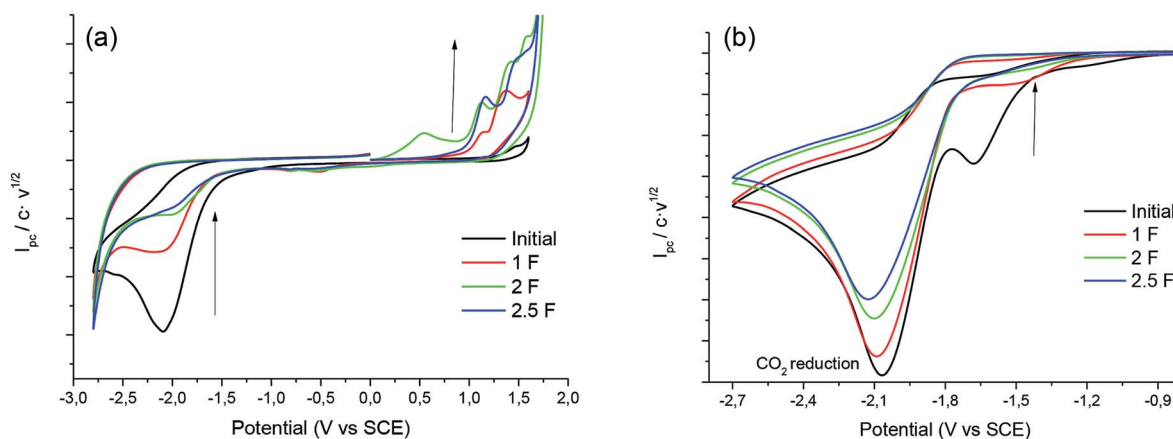 (a)
I_pc / c· v^1/2
Initial
1 F
2 F
2.5 F
-3,0 -2,5 -2,0 -1,5 -1,0 -0,5 0,0 0,5 1,0 1,5 2,0
Potential (V vs SCE)
(b)
I_pc / c· v^1/2
Initial
1 F
2 F
2.5 F
CO₂ reduction
-2,7 -2,4 -2,1 -1,8 -1,5 -1,2 -0,9
Potential (V vs SCE)